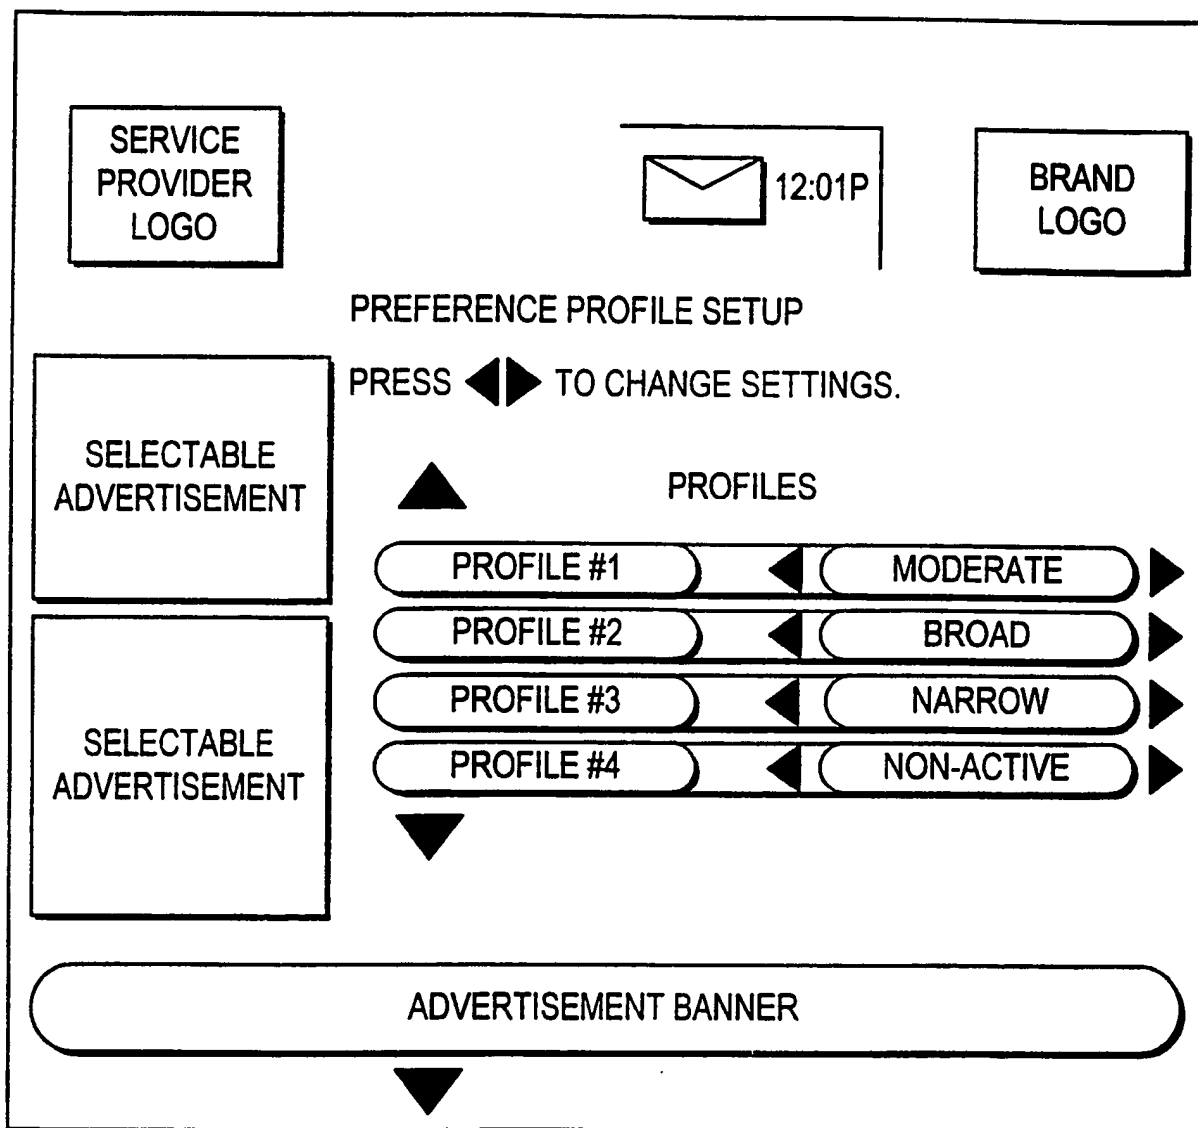 SERVICE
PROVIDER
LOGO
12:01P
BRAND
LOGO
PREFERENCE PROFILE SETUP
PRESS ◀▶ TO CHANGE SETTINGS.
SELECTABLE
ADVERTISEMENT
PROFILES
PROFILE #1 MODERATE
PROFILE #2 BROAD
PROFILE #3 NARROW
PROFILE #4 NON-ACTIVE
SELECTABLE
ADVERTISEMENT
ADVERTISEMENT BANNER